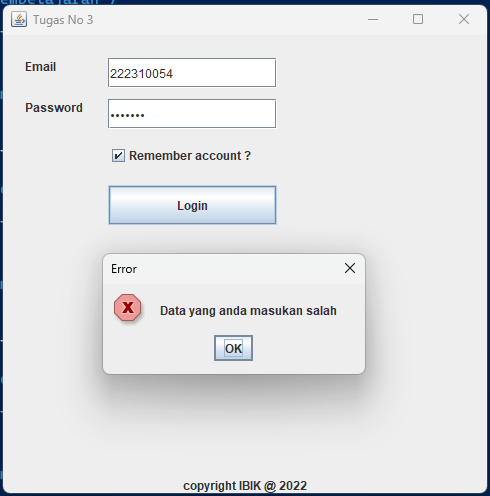 embelajaran /
Tugas No 3
Email
222310054
Password
•••••••
Remember account ?
Login
Error
Data yang anda masukan salah
OK
copyright IBIK @ 2022